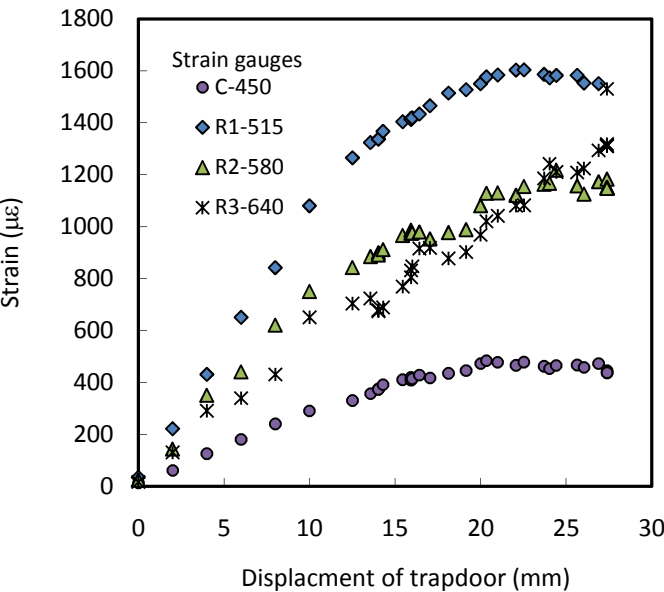 Strain (με)
1800
1600
1400
1200
1000
800
600
400
200
0
Strain gauges
C-450
R1-515
R2-580
R3-640
0 5 10 15 20 25 30
Displacment of trapdoor (mm)